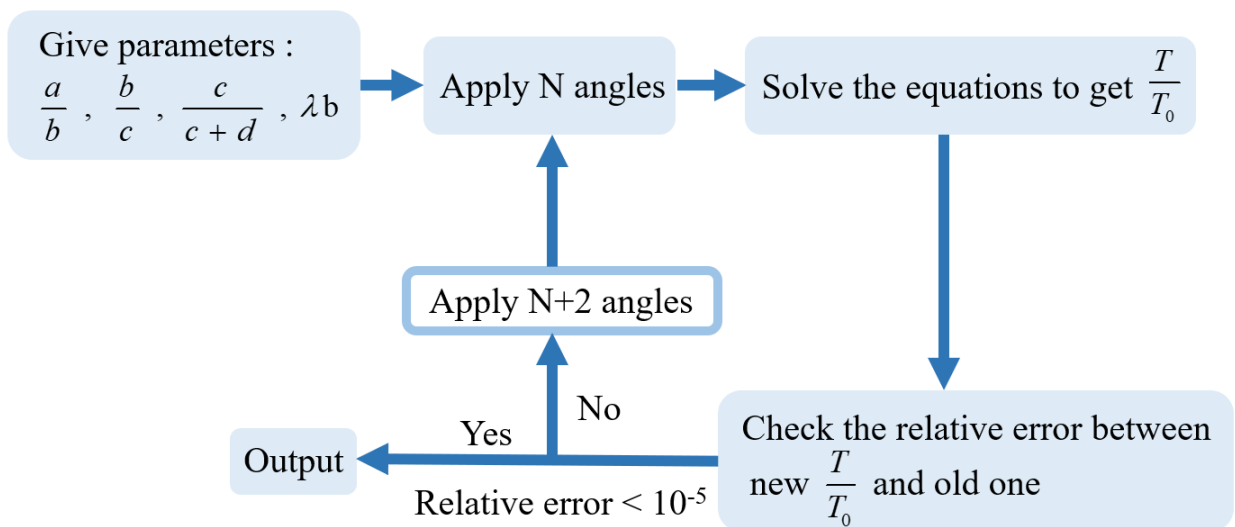 Give parameters :
a/b , b/c , c/(c + d) , λb
Apply N angles
Solve the equations to get T/T₀
Apply N+2 angles
No
Yes
Check the relative error between
new T/T₀ and old one
Output
Relative error < 10⁻⁵